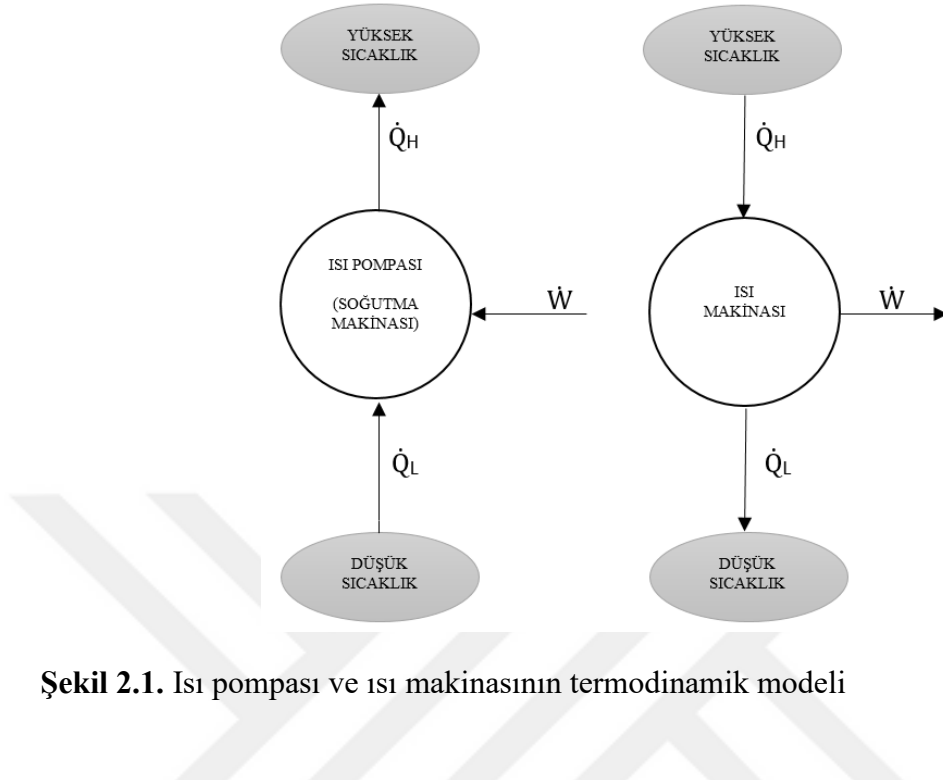 YÜKSEK
SICAKLIK
Q̇H
ISI POMPASI
(SOĞUTMA
MAKİNASI)
Ẇ
Q̇L
DÜŞÜK
SICAKLIK
YÜKSEK
SICAKLIK
Q̇H
ISI
MAKİNASI
Ẇ
Q̇L
DÜŞÜK
SICAKLIK
Şekil 2.1. Isı pompası ve ısı makinasının termodinamik modeli